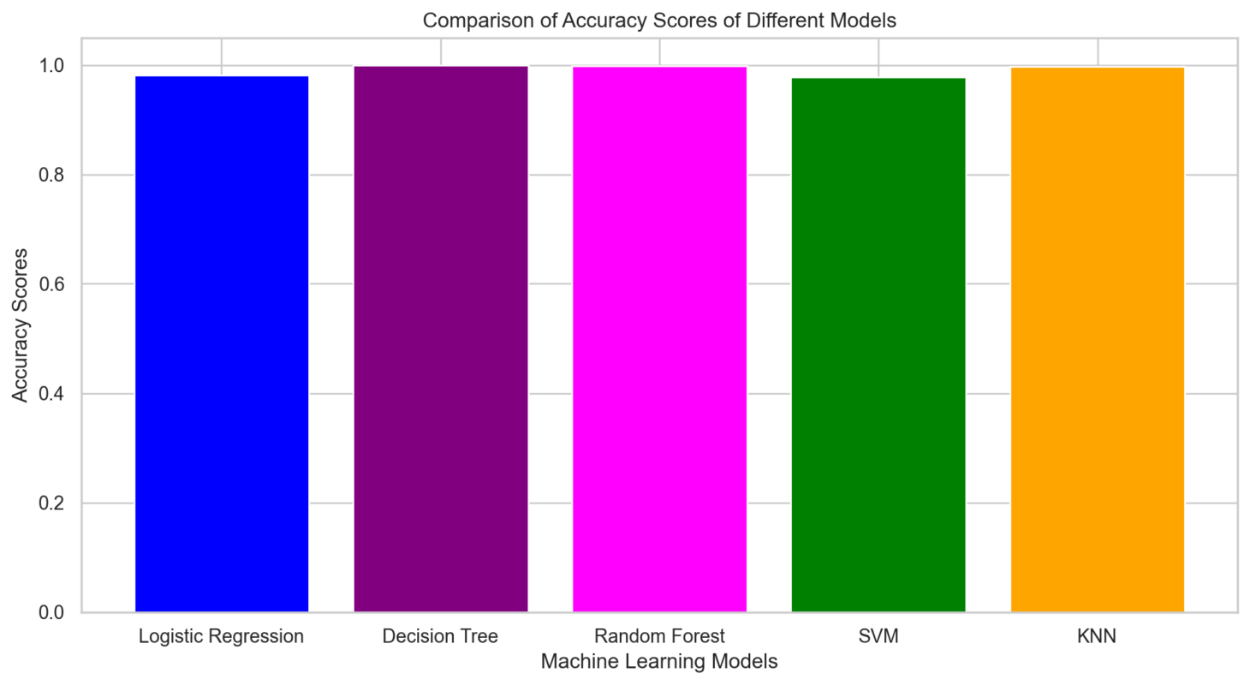 Comparison of Accuracy Scores of Different Models
Accuracy Scores
1.0
0.8
0.6
0.4
0.2
0.0
Logistic Regression
Decision Tree
Random Forest
SVM
KNN
Machine Learning Models